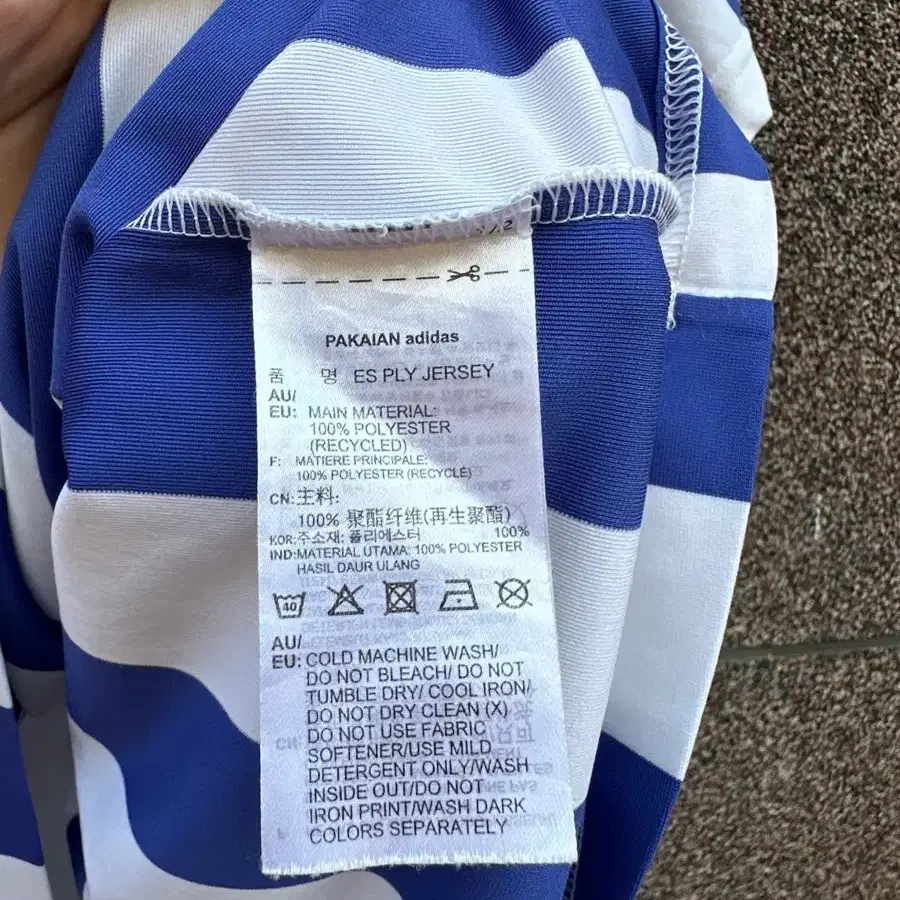 PAKAIAN adidas
품 명 ES PLY JERSEY
AU/
EU: MAIN MATERIAL:
100% POLYESTER
(RECYCLED)
F: MATIERE PRINCIPALE:
100% POLYESTER (RECYCLÉ)
CN:主料:
100% 聚酯纤维(再生聚酯)
KOR:주소재: 폴리에스터 100%
IND:MATERIAL UTAMA: 100% POLYESTER
HASIL DAUR ULANG
40
AU/
EU: COLD MACHINE WASH/
DO NOT BLEACH/ DO NOT
TUMBLE DRY/ COOL IRON/
DO NOT DRY CLEAN (X)
DO NOT USE FABRIC
SOFTENER/USE MILD
DETERGENT ONLY/WASH
INSIDE OUT/DO NOT
IRON PRINT/WASH DARK
COLORS SEPARATELY